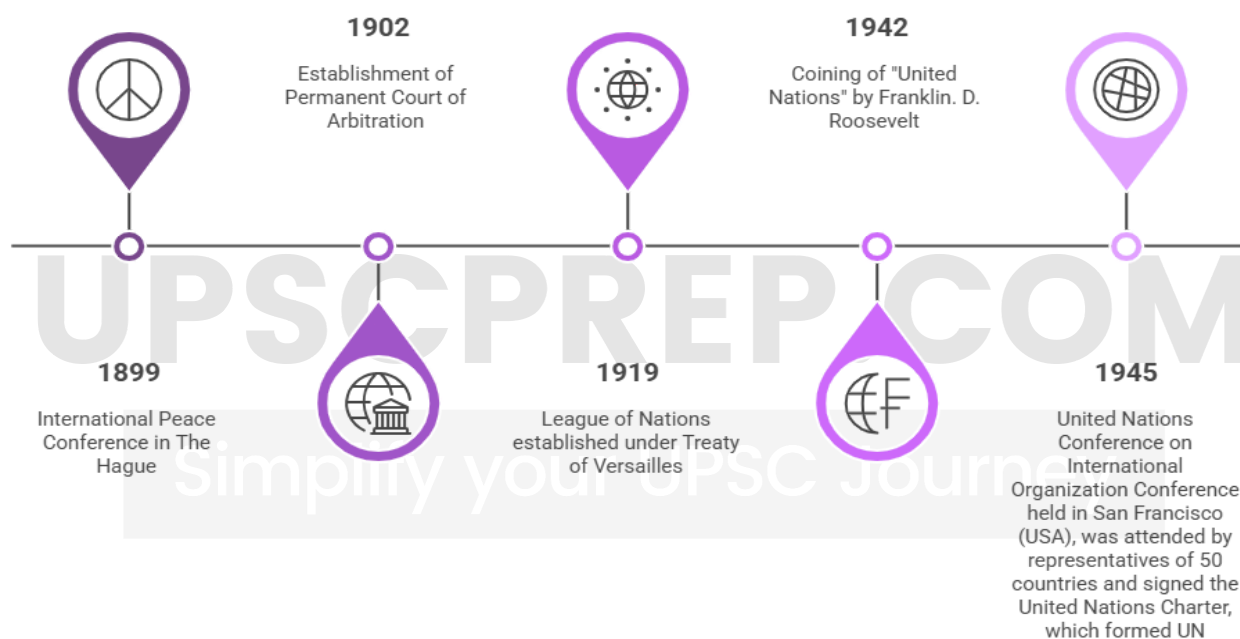 1902
Establishment of
Permanent Court of
Arbitration
1942
Coining of "United
Nations" by Franklin. D.
Roosevelt
UPSCPREP.COM
1899
International Peace
Conference in The
Hague
1919
League of Nations
established under Treaty
of Versailles
1945
United Nations
Conference on
International
Organization Conference
held in San Francisco
(USA), was attended by
representatives of 50
countries and signed the
United Nations Charter,
which formed UN
Simplify your UPSC Journey